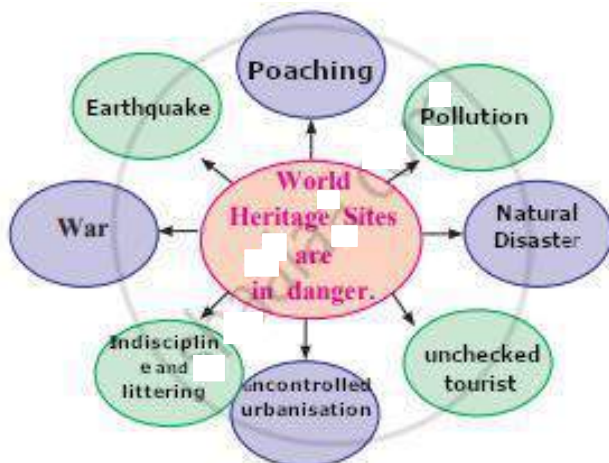 Poaching
Earthquake
Pollution
World
Heritage Sites
are
in danger.
War
Natural
Disaster
Indisciplin
e and
littering
uncontrolled
urbanisation
unchecked
tourist